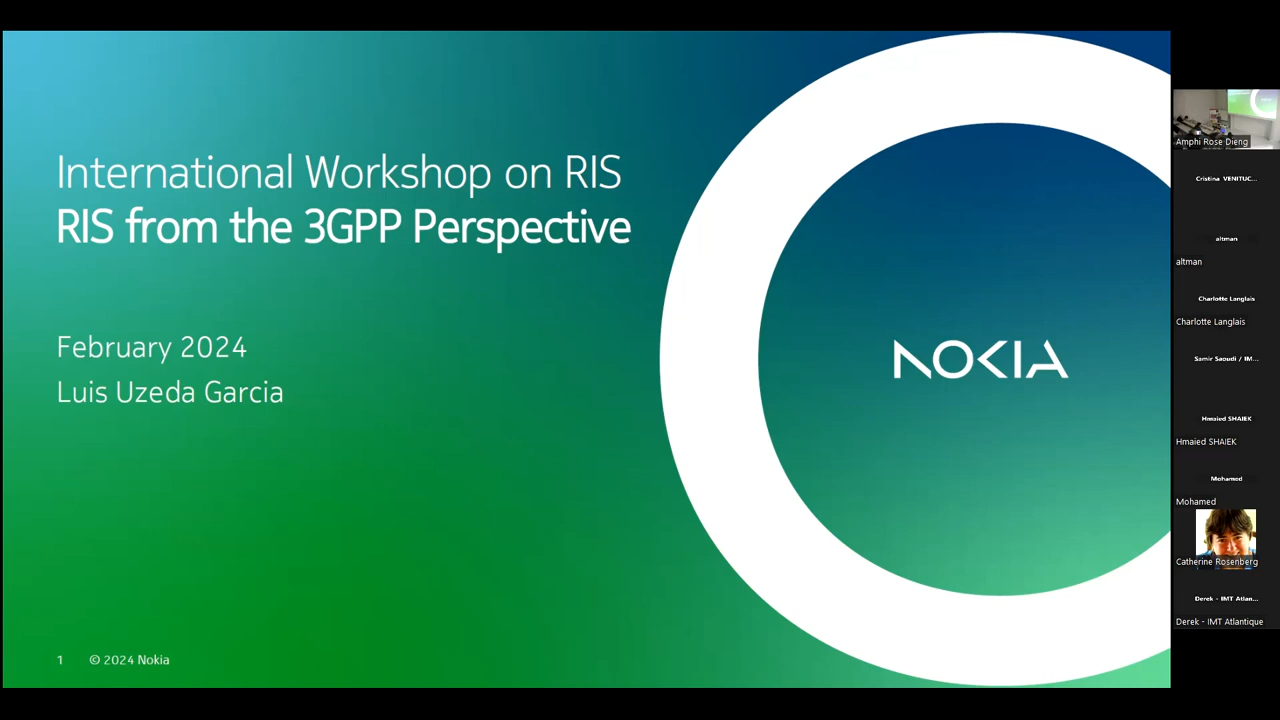 International Workshop on RIS
RIS from the 3GPP Perspective
February 2024
Luis Uzeda Garcia
NOKIA
1 © 2024 Nokia
Amphi Rose Dieng
Cristina VENITUC...
altman
altman
Charlotte Langlais
Charlotte Langlais
Samir Saoudi / IM...
Hmaied SHAIEK
Hmaied SHAIEK
Mohamed
Mohamed
Catherine Rosenberg
Derek - IMT Atlan...
Derek - IMT Atlantique